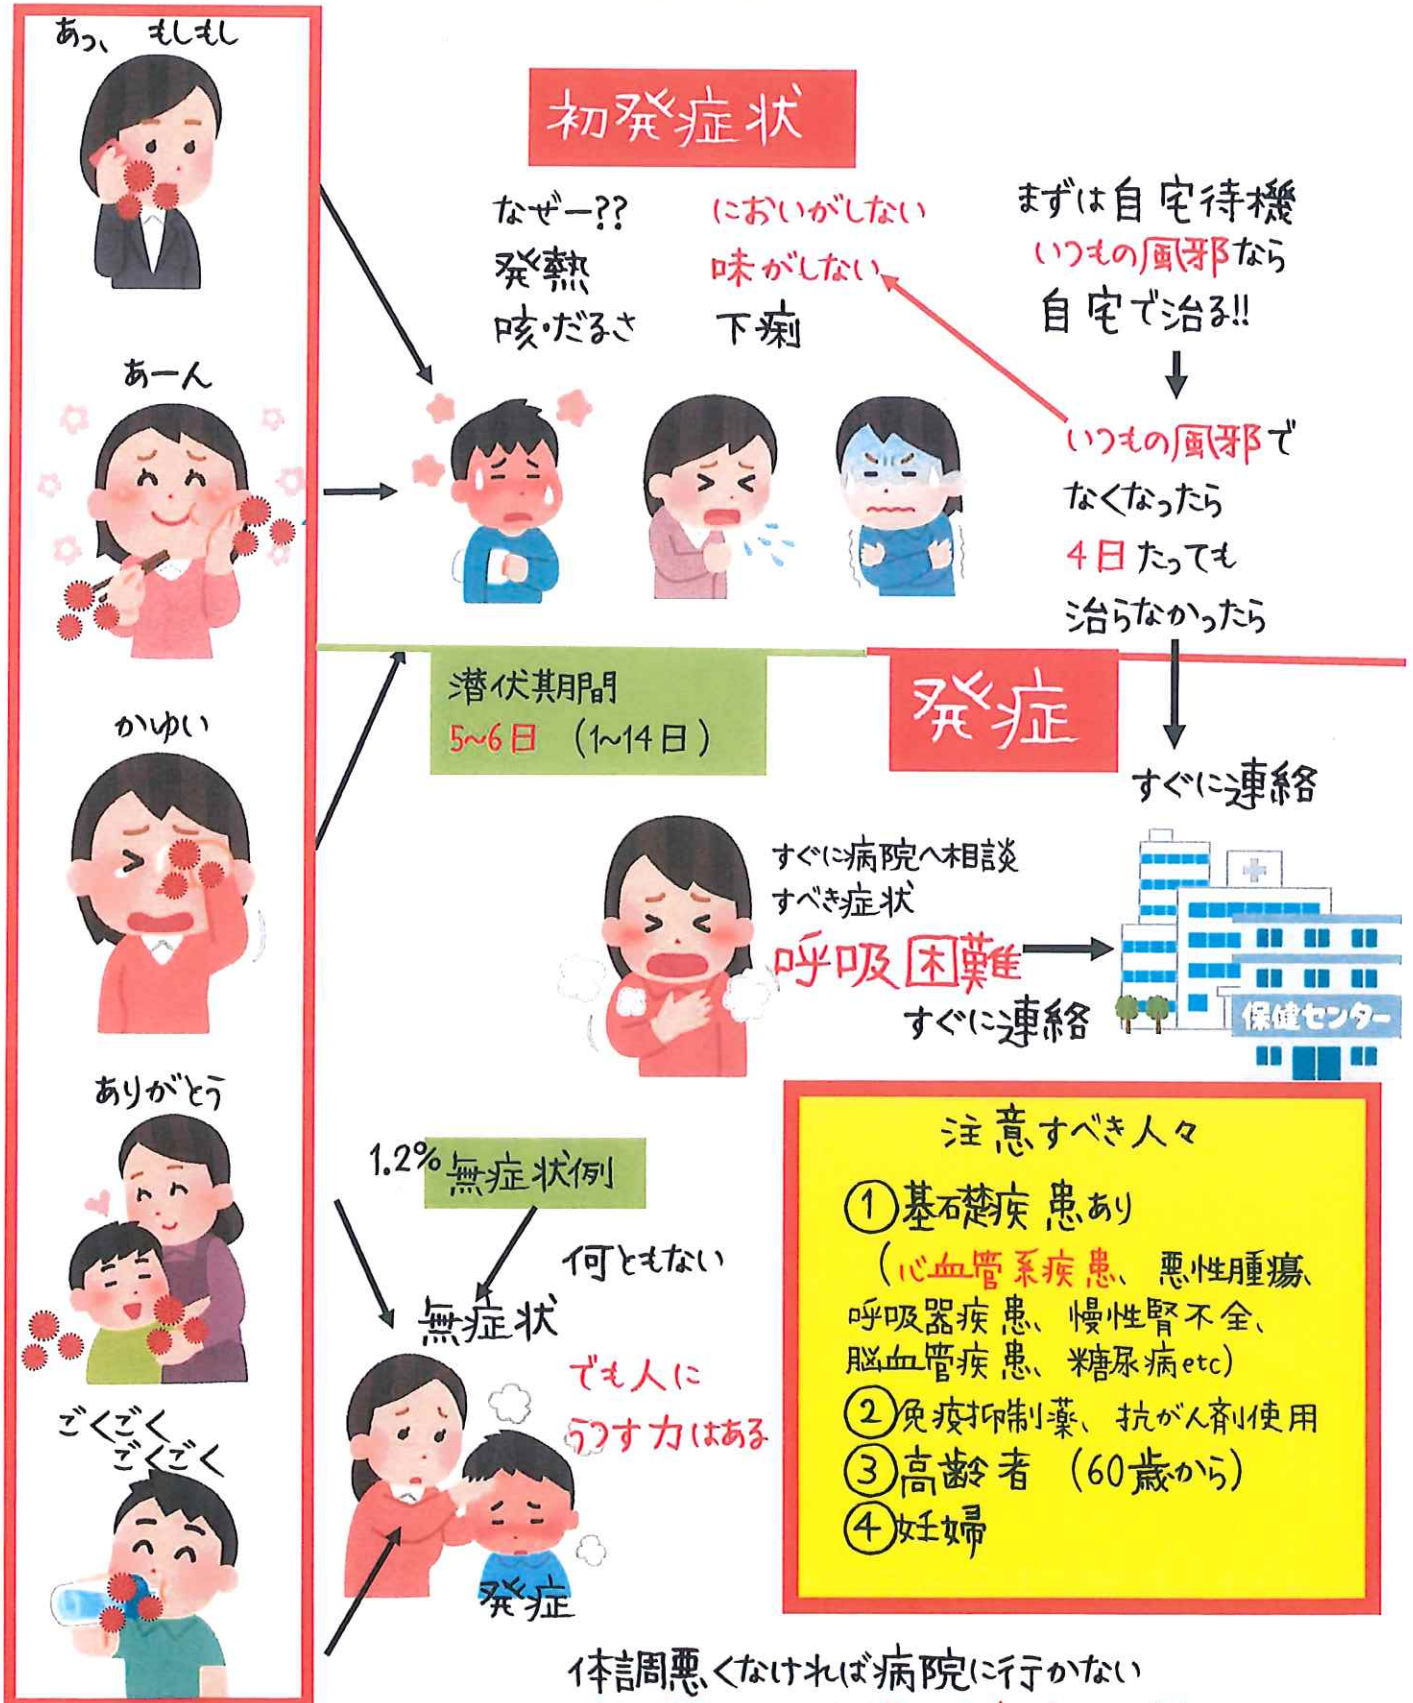 あっ、もしもし
あーん
かゆい
ありがとう
ごくごく
ごくごく
初発症状
なぜー??
発熱
咳・だるさ
においがしない
味がしない
下痢
まずは自宅待機
いつもの風邪なら
自宅で治る!!
いつもの風邪で
なくなったら
4日たっても
治らなかったら
潜伏期間
5~6日 (1~14日)
発症
すぐに連絡
すぐに病院へ相談
すべき症状
呼吸困難
すぐに連絡
保健センター
1.2% 無症状例
何ともない
無症状
でも人に
うつす力はある
発症
注意すべき人々
①基礎疾患あり
(心血管系疾患、悪性腫瘍、
呼吸器疾患、慢性腎不全、
脳血管疾患、糖尿病etc)
②免疫抑制薬、抗がん剤使用
③高齢者 (60歳から)
④妊婦
体調悪くなければ病院に行かない